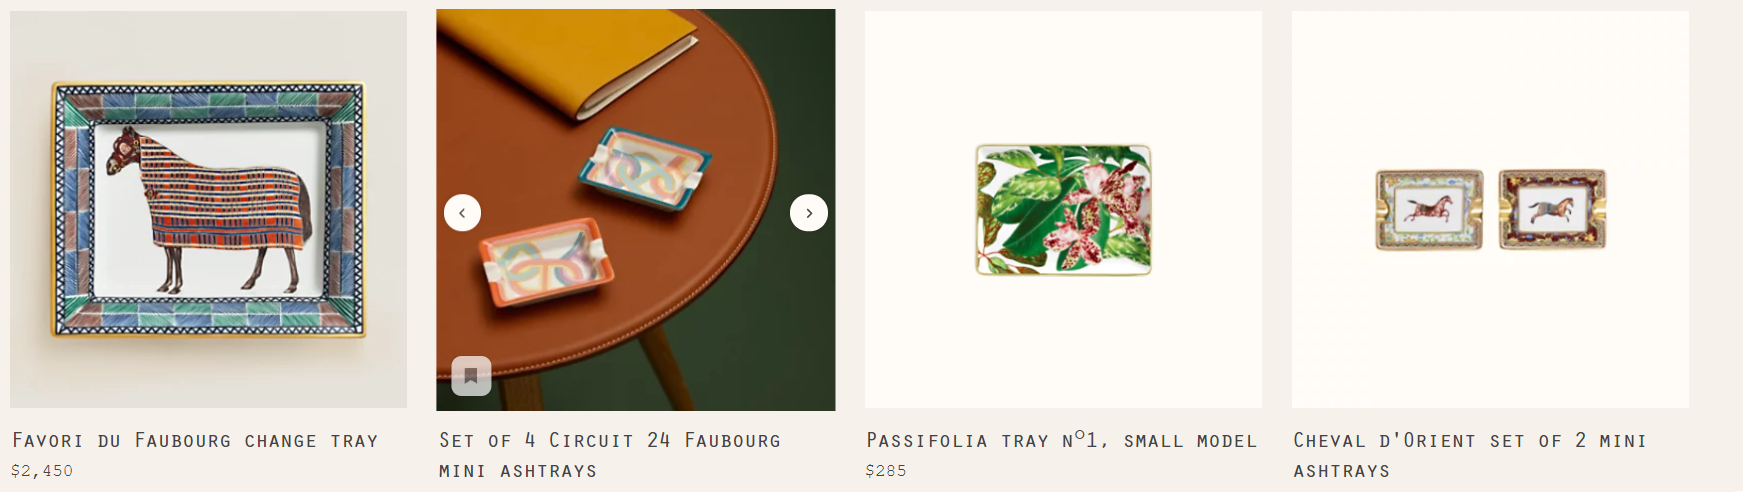 Favori du Faubourg change tray
$2,450
Set of 4 Circuit 24 Faubourg
mini ashtrays
Passifolia tray n°1, small model
$285
Cheval d'Orient set of 2 mini
ashtrays